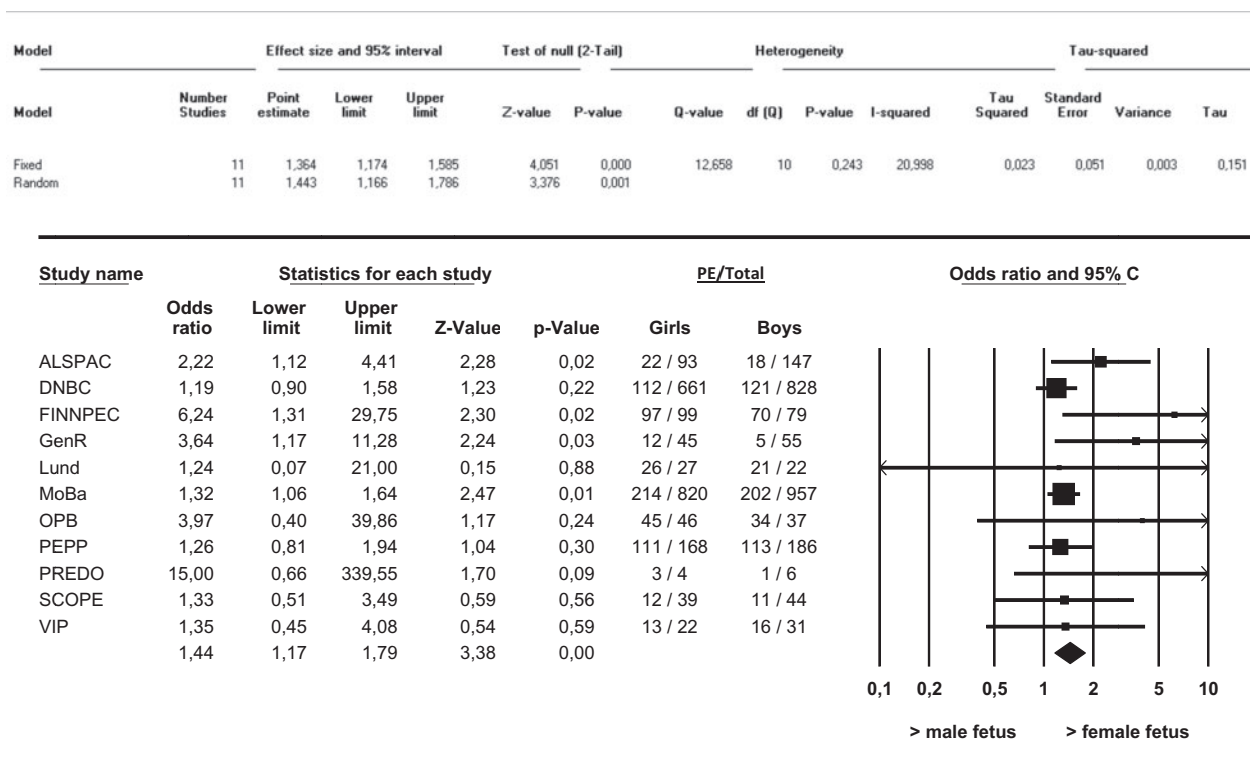 Model Effect size and 95% interval Test of null (2-Tail) Heterogeneity Tau-squared
Model Number Studies Point estimate Lower limit Upper limit Z-value P-value Q-value df (Q) P-value I-squared Tau Squared Standard Error Variance Tau
Fixed 11 1,364 1,174 1,585 4,051 0,000 12,658 10 0,243 20,998 0,023 0,051 0,003 0,151
Random 11 1,443 1,166 1,786 3,376 0,001
Study name Statistics for each study PE/Total Odds ratio and 95% C
Odds ratio Lower limit Upper limit Z-Value p-Value Girls Boys
ALSPAC 2,22 1,12 4,41 2,28 0,02 22 / 93 18 / 147
DNBC 1,19 0,90 1,58 1,23 0,22 112 / 661 121 / 828
FINNPEC 6,24 1,31 29,75 2,30 0,02 97 / 99 70 / 79
GenR 3,64 1,17 11,28 2,24 0,03 12 / 45 5 / 55
Lund 1,24 0,07 21,00 0,15 0,88 26 / 27 21 / 22
MoBa 1,32 1,06 1,64 2,47 0,01 214 / 820 202 / 957
OPB 3,97 0,40 39,86 1,17 0,24 45 / 46 34 / 37
PEPP 1,26 0,81 1,94 1,04 0,30 111 / 168 113 / 186
PREDO 15,00 0,66 339,55 1,70 0,09 3 / 4 1 / 6
SCOPE 1,33 0,51 3,49 0,59 0,56 12 / 39 11 / 44
VIP 1,35 0,45 4,08 0,54 0,59 13 / 22 16 / 31
1,44 1,17 1,79 3,38 0,00
0,1 0,2 0,5 1 2 5 10
> male fetus > female fetus